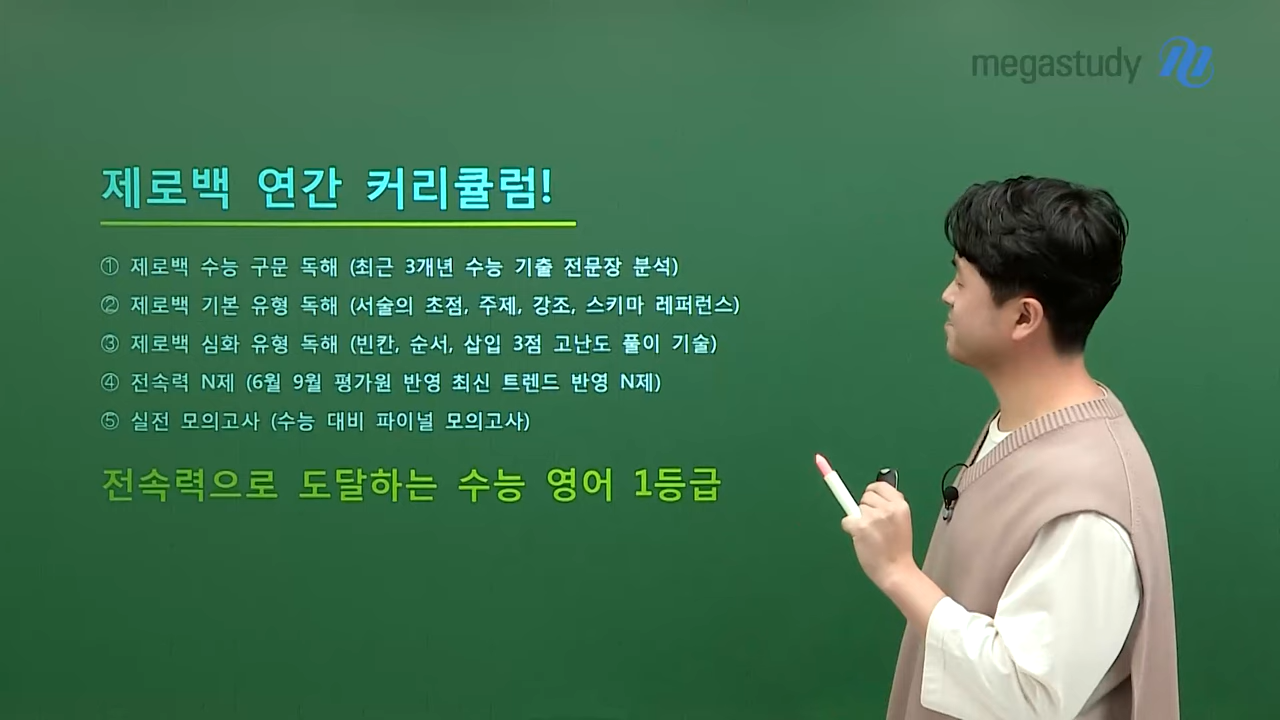 megastudy
제로백 연간 커리큘럼!
① 제로백 수능 구문 독해 (최근 3개년 수능 기출 전문장 분석)
② 제로백 기본 유형 독해 (서술의 초점, 주제, 강조, 스키마 레퍼런스)
③ 제로백 심화 유형 독해 (빈칸, 순서, 삽입 3점 고난도 풀이 기술)
④ 전속력 N제 (6월 9월 평가원 반영 최신 트렌드 반영 N제)
⑤ 실전 모의고사 (수능 대비 파이널 모의고사)
전속력으로 도달하는 수능 영어 1등급